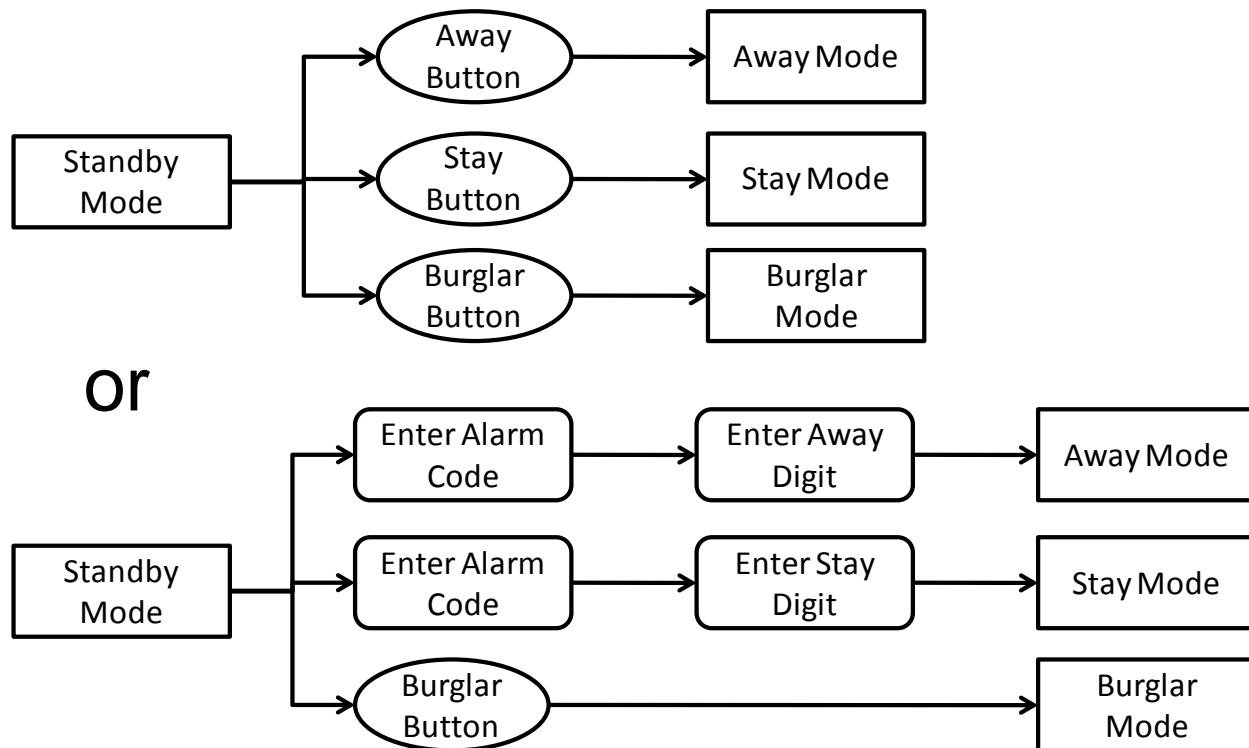 Away
Button
Away Mode
Standby
Mode
Stay
Button
Stay Mode
Burglar
Button
Burglar
Mode
or
Enter Alarm
Code
Enter Away
Digit
Away Mode
Standby
Mode
Enter Alarm
Code
Enter Stay
Digit
Stay Mode
Burglar
Button
Burglar
Mode